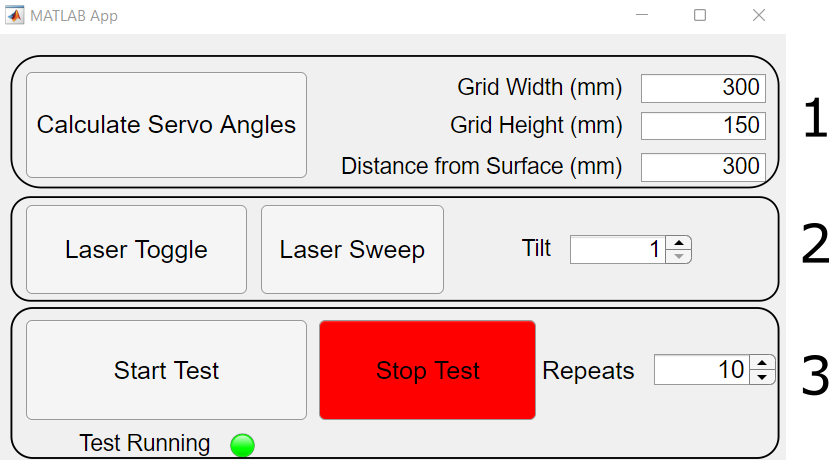 MATLAB App
Calculate Servo Angles
Grid Width (mm) 300
Grid Height (mm) 150
Distance from Surface (mm) 300
1
Laser Toggle Laser Sweep Tilt 1
2
Start Test Stop Test Repeats 10
3
Test Running